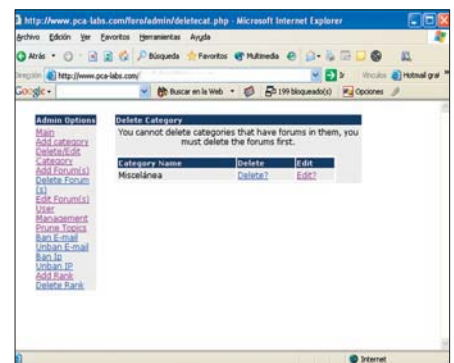 http://www.pca-labs.com/foro/admin/deletecat.php - Microsoft Internet Explorer
Archivo Edición Ver Favoritos Herramientas Ayuda
Atrás Búsqueda Favoritos Multimedia
Dirección http://www.pca-labs.com/ Ir Vínculos Hotmail gra
Google Buscar en la Web 199 bloqueado(s) Opciones
Admin Options
Main
Add category
Delete/Edit
Category
Add Forum(s)
Delete Forum
(s)
Edit Forum(s)
User
Management
Prune Topics
Ban E-mail
Unban E-mail
Ban Ip
Unban IP
Add Rank
Delete Rank
Delete Category
You cannot delete categories that have forums in them, you
must delete the forums first.
Category Name Delete Edit
Miscelánea Delete? Edit?
Internet